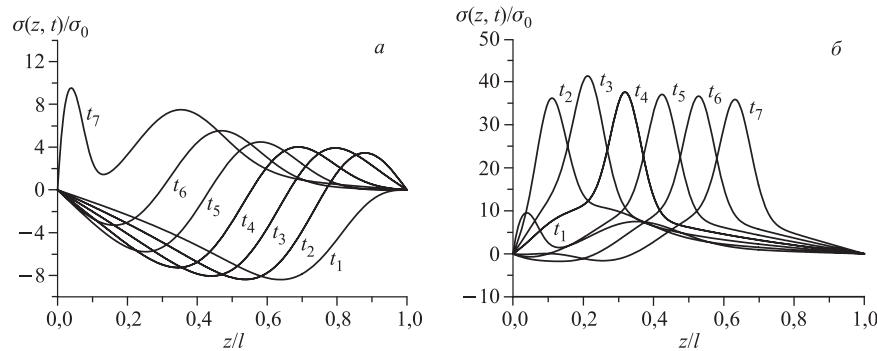 σ(z, t)/σ₀
а
12
8
4
0
−4
−8
t₇
t₆
t₅
t₄
t₃
t₂
t₁
0,0 0,2 0,4 0,6 0,8 1,0
z/l
σ(z, t)/σ₀
б
50
40
30
20
10
0
−10
t₁
t₂
t₃
t₄
t₅
t₆
t₇
0,0 0,2 0,4 0,6 0,8 1,0
z/l